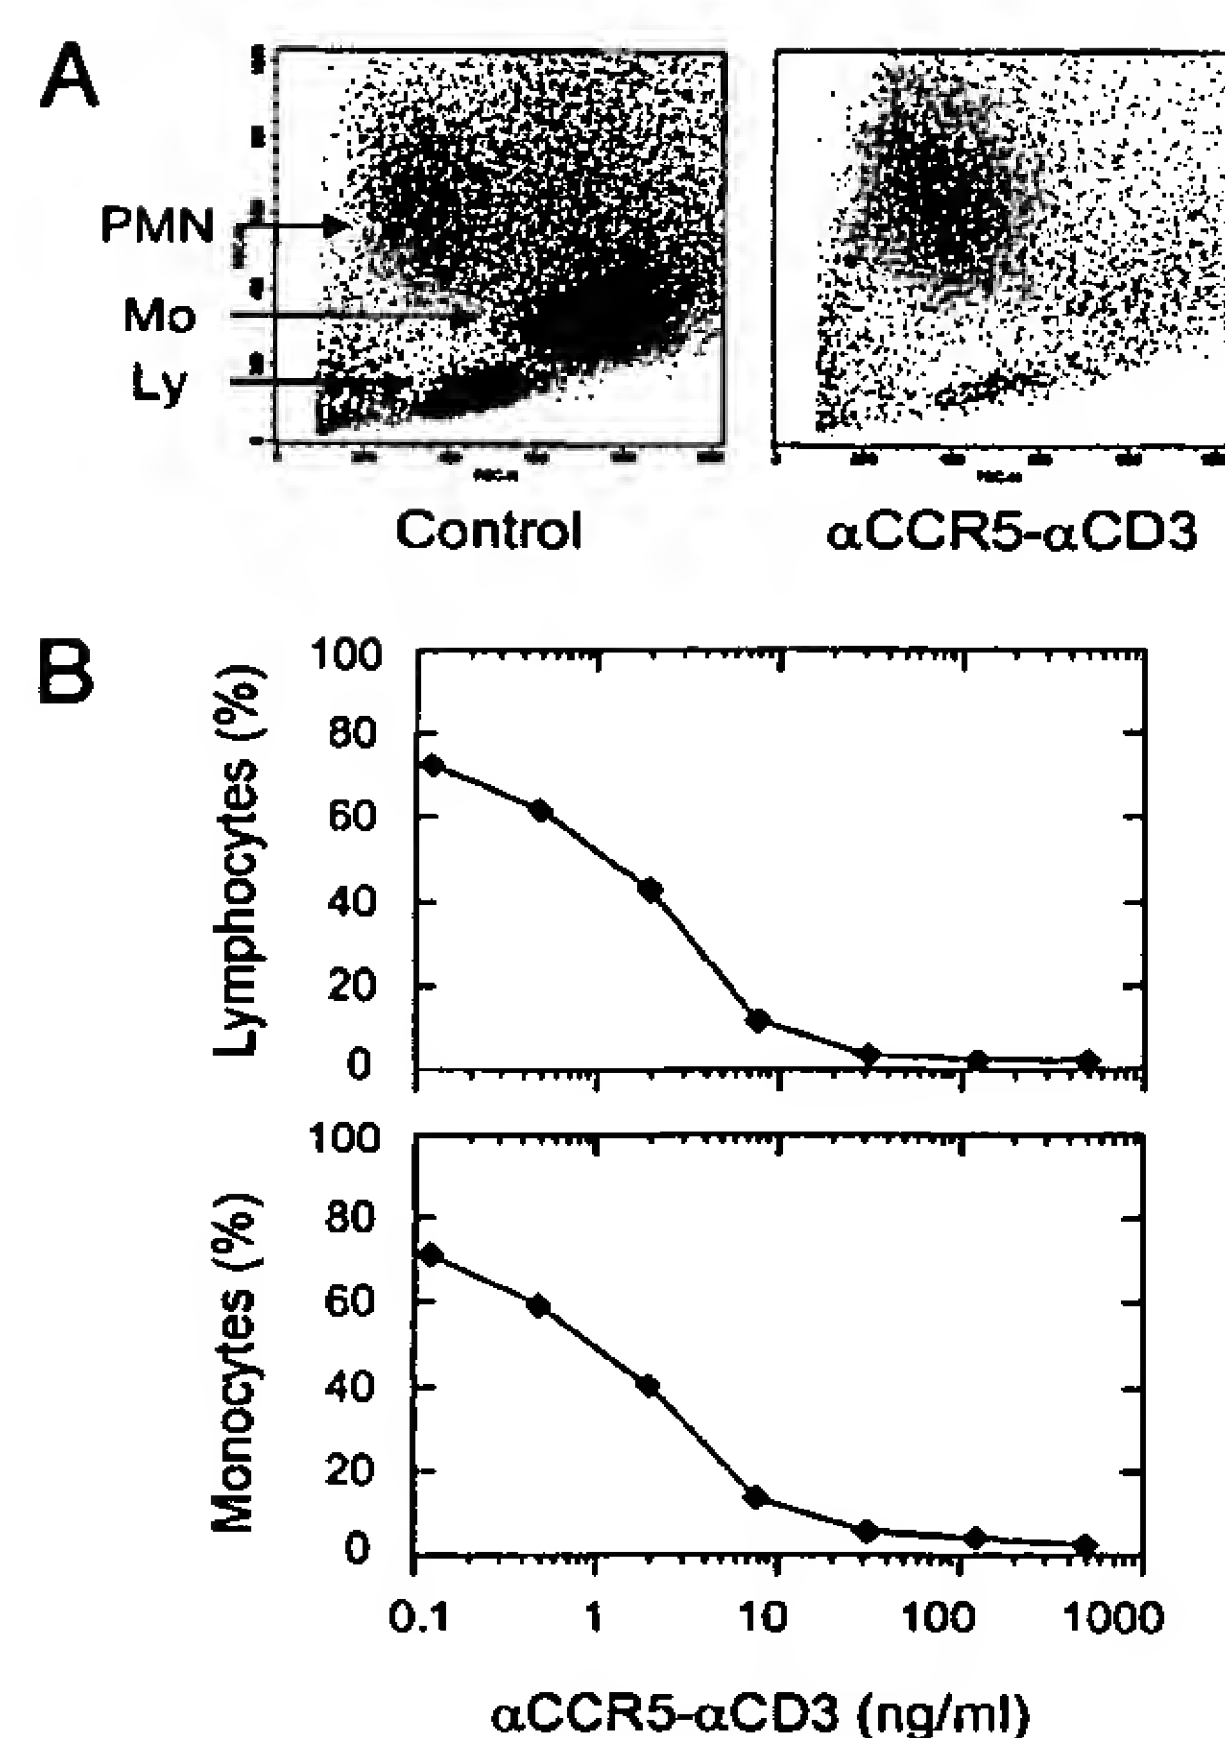 A
PMN
Mo
Ly
Control
αCCR5-αCD3
B
Lymphocytes (%)
100
80
60
40
20
0
Monocytes (%)
100
80
60
40
20
0
0.1 1 10 100 1000
αCCR5-αCD3 (ng/ml)